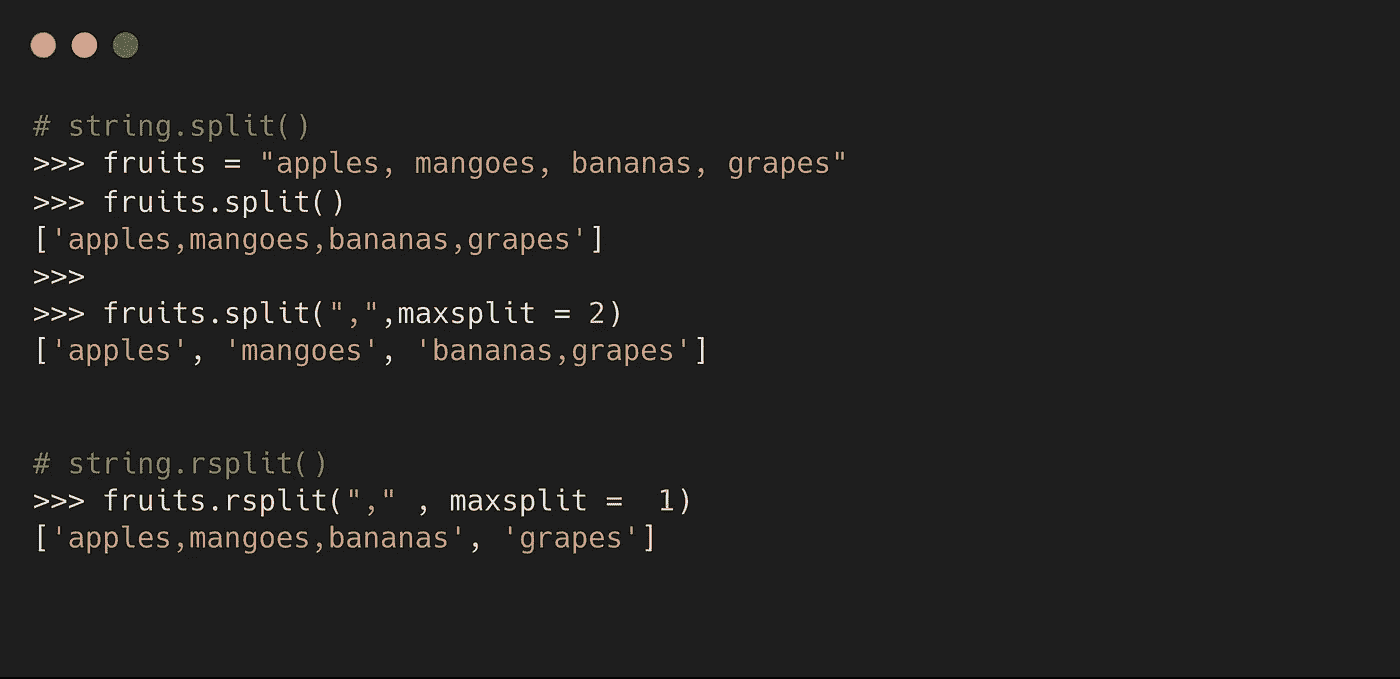 # string.split()
>>> fruits = "apples, mangoes, bananas, grapes"
>>> fruits.split()
['apples,mangoes,bananas,grapes']
>>>
>>> fruits.split(",",maxsplit = 2)
['apples', 'mangoes', 'bananas,grapes']
# string.rsplit()
>>> fruits.rsplit("," , maxsplit =  1)
['apples,mangoes,bananas', 'grapes']